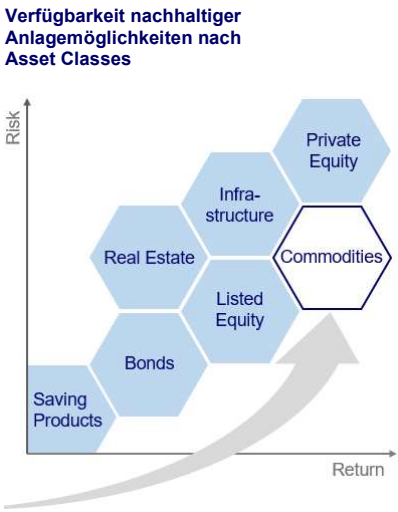 Verfügbarkeit nachhaltiger
Anlagemöglichkeiten nach
Asset Classes
Risk
Private
Equity
Infra-
structure
Real Estate
Commodities
Listed
Equity
Bonds
Saving
Products
Return